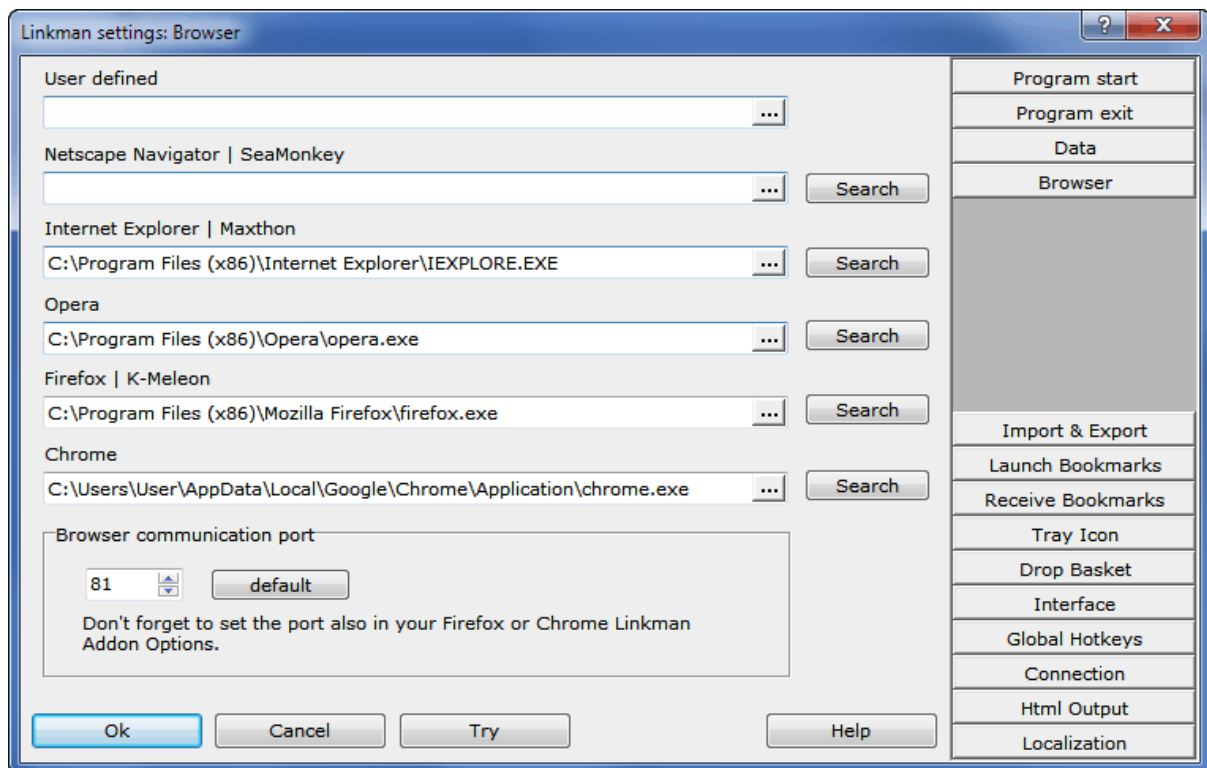 Linkman settings: Browser
?
X
User defined
...
Netscape Navigator | SeaMonkey
...
Search
Internet Explorer | Maxthon
C:\Program Files (x86)\Internet Explorer\IEXPLORE.EXE
...
Search
Opera
C:\Program Files (x86)\Opera\opera.exe
...
Search
Firefox | K-Meleon
C:\Program Files (x86)\Mozilla Firefox\firefox.exe
...
Search
Chrome
C:\Users\User\AppData\Local\Google\Chrome\Application\chrome.exe
...
Search
Browser communication port
81
default
Don't forget to set the port also in your Firefox or Chrome Linkman
Addon Options.
Ok
Cancel
Try
Help
Program start
Program exit
Data
Browser
Import & Export
Launch Bookmarks
Receive Bookmarks
Tray Icon
Drop Basket
Interface
Global Hotkeys
Connection
Html Output
Localization